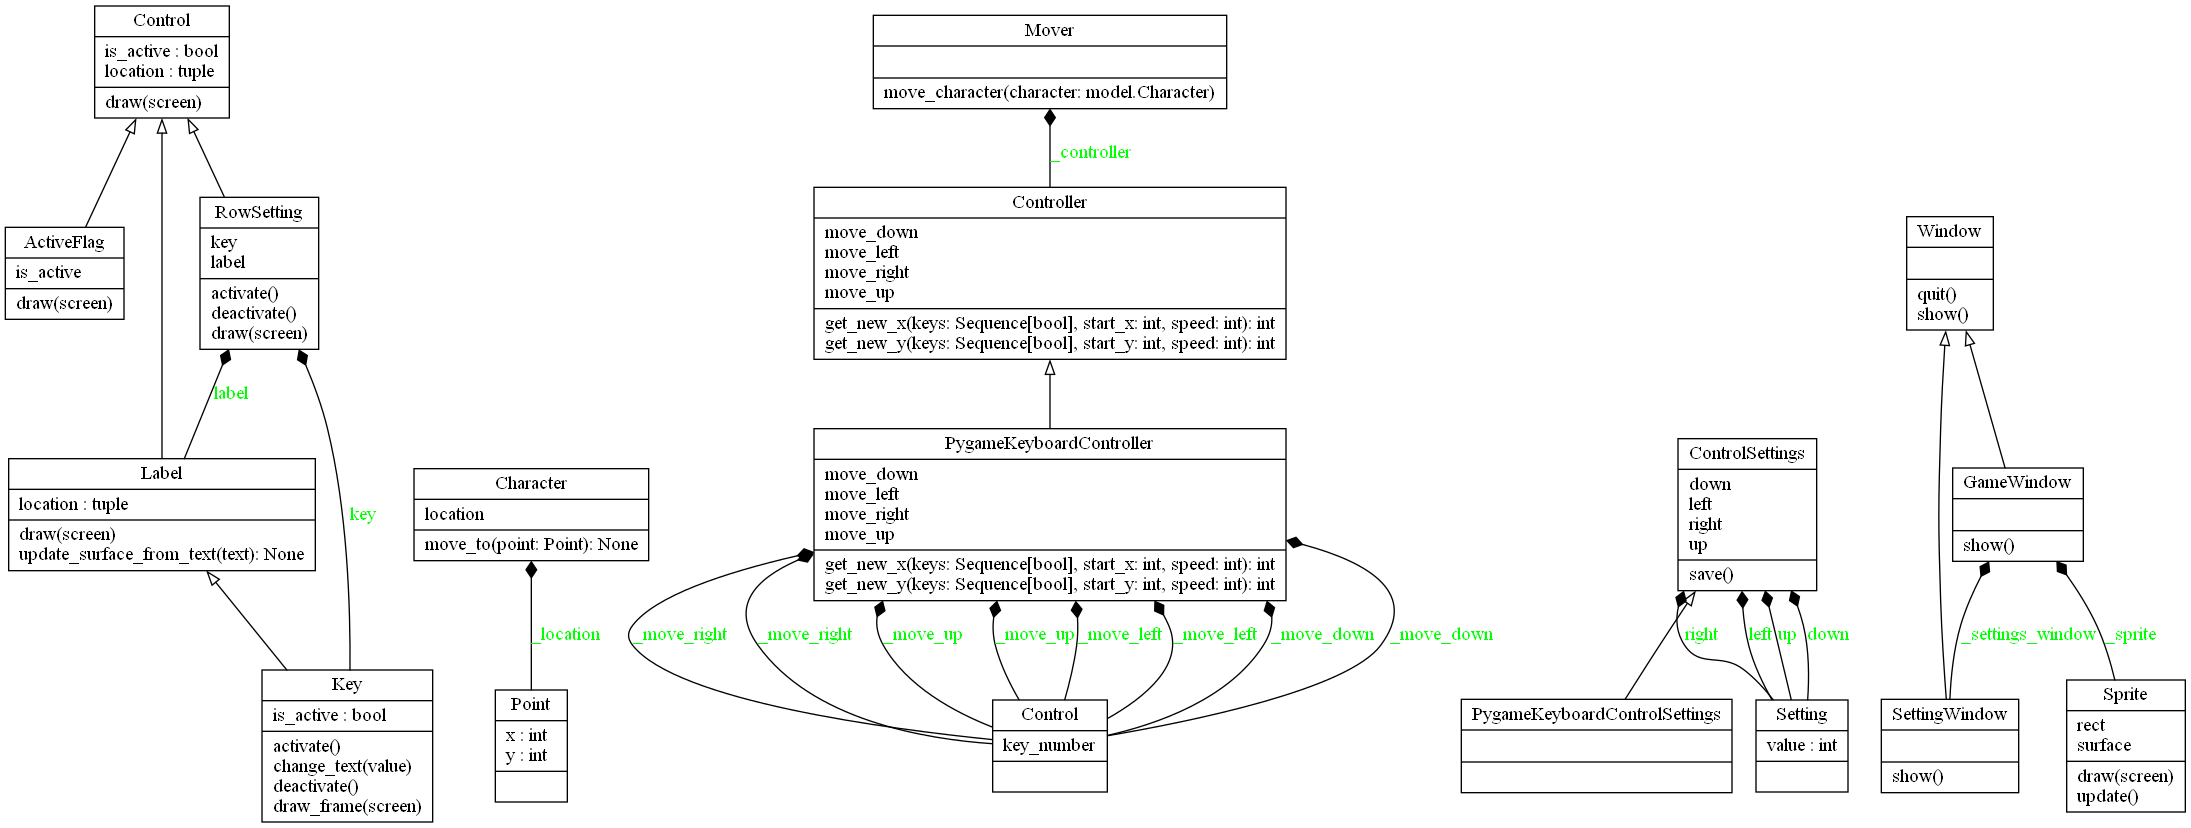 Control
is_active : bool
location : tuple
draw(screen)
ActiveFlag
is_active
draw(screen)
RowSetting
key
label
activate()
deactivate()
draw(screen)
label
key
Label
location : tuple
draw(screen)
update_surface_from_text(text): None
Key
is_active : bool
activate()
change_text(value)
deactivate()
draw_frame(screen)
Character
location
move_to(point: Point): None
_location
Point
x : int
y : int
Mover
move_character(character: model.Character)
_controller
Controller
move_down
move_left
move_right
move_up
get_new_x(keys: Sequence[bool], start_x: int, speed: int): int
get_new_y(keys: Sequence[bool], start_y: int, speed: int): int
PygameKeyboardController
move_down
move_left
move_right
move_up
get_new_x(keys: Sequence[bool], start_x: int, speed: int): int
get_new_y(keys: Sequence[bool], start_y: int, speed: int): int
_move_right
_move_right
_move_up
_move_up
_move_left
_move_left
_move_down
_move_down
Control
key_number
ControlSettings
down
left
right
up
save()
right
left
up
down
PygameKeyboardControlSettings
Setting
value : int
Window
quit()
show()
GameWindow
show()
_settings_window
_sprite
SettingWindow
show()
Sprite
rect
surface
draw(screen)
update()